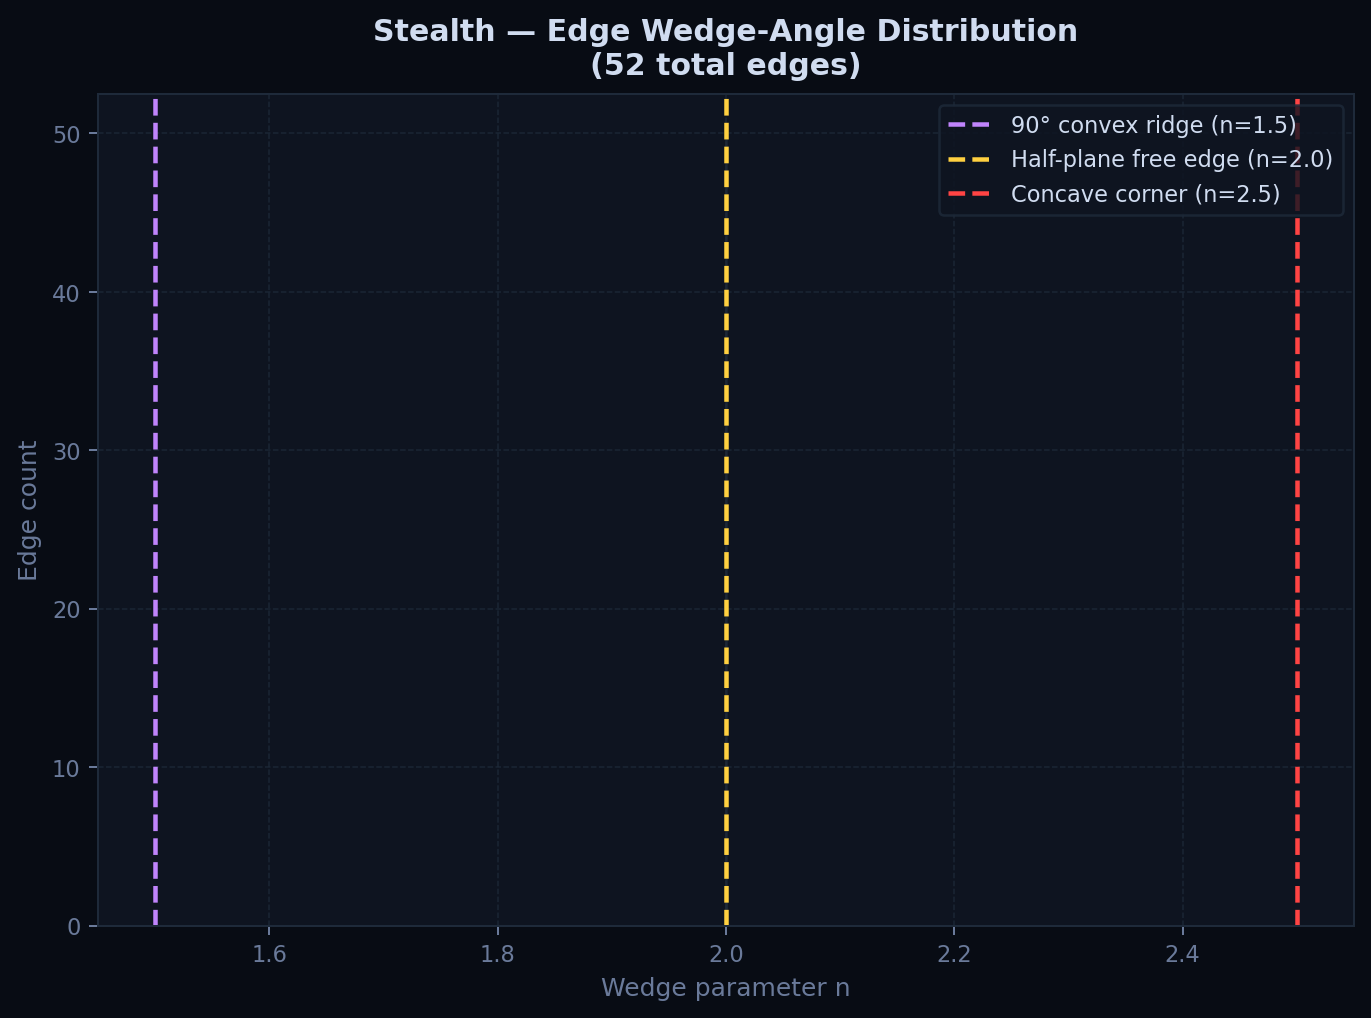 Stealth — Edge Wedge-Angle Distribution
(52 total edges)
90° convex ridge (n=1.5)
Half-plane free edge (n=2.0)
Concave corner (n=2.5)
Edge count
50
40
30
20
10
0
1.6
1.8
2.0
2.2
2.4
Wedge parameter n